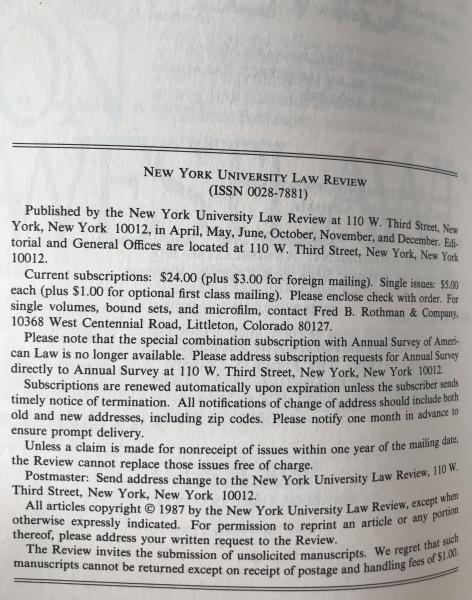 NEW YORK UNIVERSITY LAW REVIEW
(ISSN 0028-7881)
Published by the New York University Law Review at 110 W. Third Street, New
York, New York 10012, in April, May, June, October, November, and December. Edi-
torial and General Offices are located at 110 W. Third Street, New York, New York
10012.
Current subscriptions: $24.00 (plus $3.00 for foreign mailing). Single issues: $5.00
each (plus $1.00 for optional first class mailing). Please enclose check with order. For
single volumes, bound sets, and microfilm, contact Fred B. Rothman & Company,
10368 West Centennial Road, Littleton, Colorado 80127.
Please note that the special combination subscription with Annual Survey of Ameri-
can Law is no longer available. Please address subscription requests for Annual Survey
directly to Annual Survey at 110 W. Third Street, New York, New York 10012.
Subscriptions are renewed automatically upon expiration unless the subscriber sends
timely notice of termination. All notifications of change of address should include both
old and new addresses, including zip codes. Please notify one month in advance to
ensure prompt delivery.
Unless a claim is made for nonreceipt of issues within one year of the mailing date,
the Review cannot replace those issues free of charge.
Postmaster: Send address change to the New York University Law Review, 110 W.
Third Street, New York, New York 10012.
All articles copyright © 1987 by the New York University Law Review, except when
otherwise expressly indicated. For permission to reprint an article or any portion
thereof, please address your written request to the Review.
The Review invites the submission of unsolicited manuscripts. We regret that such
manuscripts cannot be returned except on receipt of postage and handling fees of $1.00.